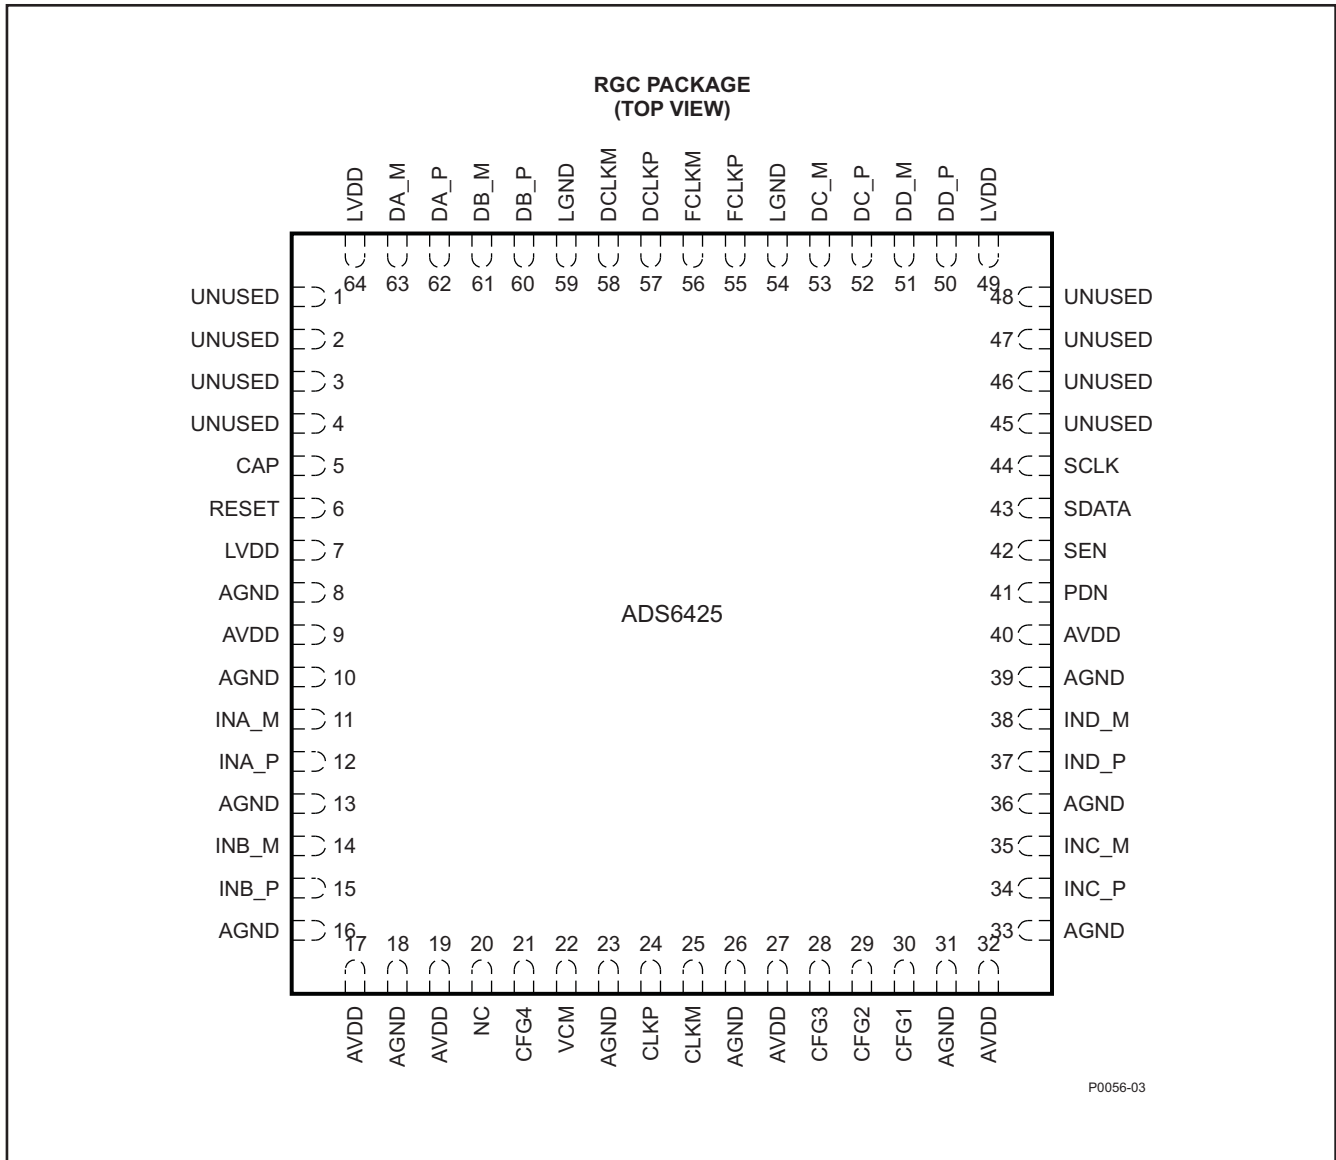 RGC PACKAGE
(TOP VIEW)
LVDD
DA_M
DA_P
DB_M
DB_P
LGND
DCLKM
DCLKP
FCLKM
FCLKP
LGND
DC_M
DC_P
DD_M
DD_P
LVDD
64 63 62 61 60 59 58 57 56 55 54 53 52 51 50 49
UNUSED 1
UNUSED 2
UNUSED 3
UNUSED 4
CAP 5
RESET 6
LVDD 7
AGND 8
AVDD 9
AGND 10
INA_M 11
INA_P 12
AGND 13
INB_M 14
INB_P 15
AGND 16
ADS6425
48 UNUSED
47 UNUSED
46 UNUSED
45 UNUSED
44 SCLK
43 SDATA
42 SEN
41 PDN
40 AVDD
39 AGND
38 IND_M
37 IND_P
36 AGND
35 INC_M
34 INC_P
33 AGND
17 18 19 20 21 22 23 24 25 26 27 28 29 30 31 32
AVDD
AGND
AVDD
NC
CFG4
VCM
AGND
CLKP
CLKM
AGND
AVDD
CFG3
CFG2
CFG1
AGND
AVDD
P0056-03